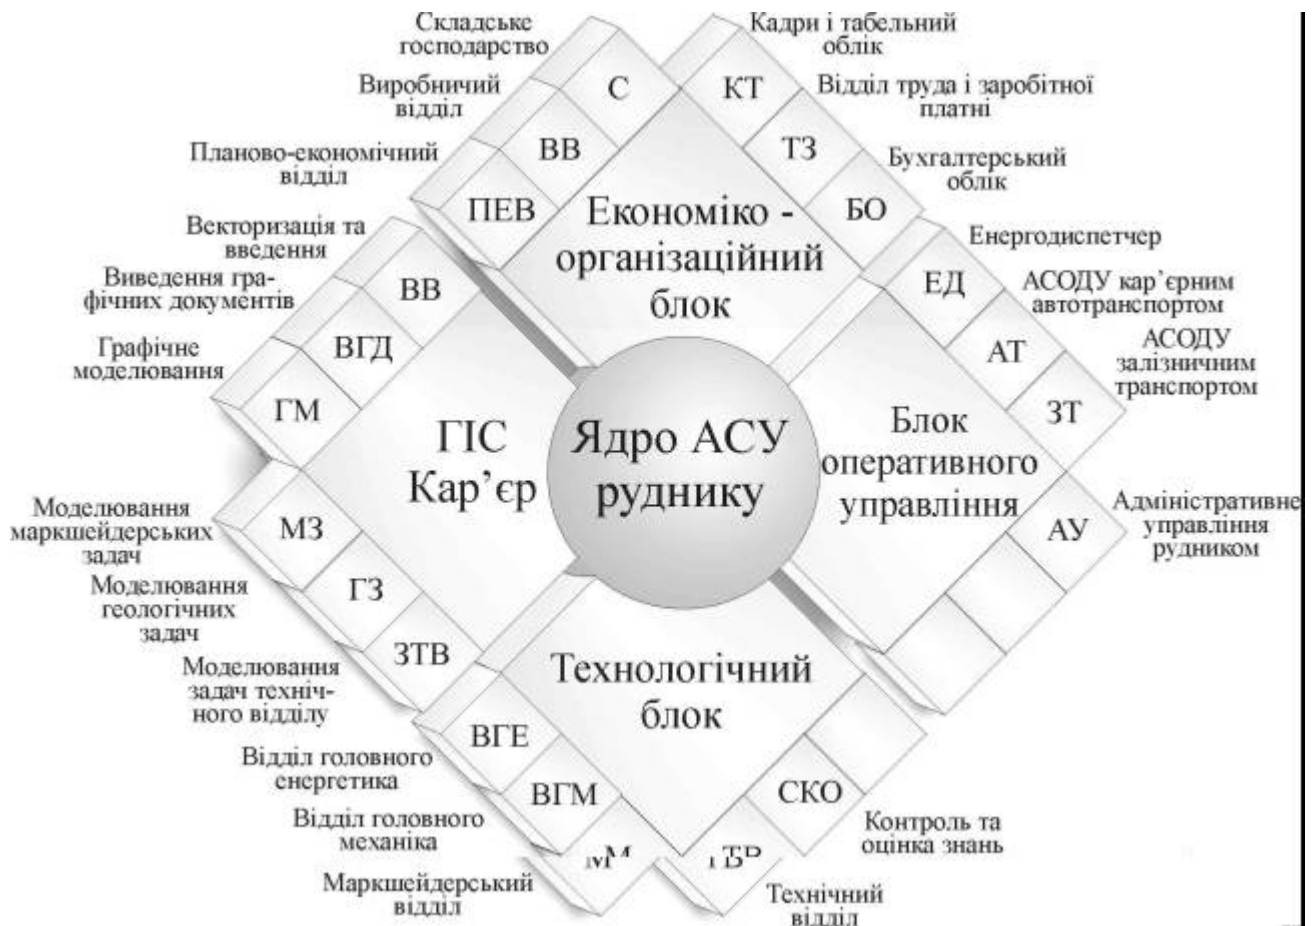 Складське
господарство
Виробничий
відділ
Планово-економічний
відділ
С
ВВ
ПЕВ
Кадри і табельний
облік
Відділ труда і заробітної
платні
Бухгалтерський
облік
КТ
ТЗ
БО
Економіко -
організаційний
блок
Векторизація та
введення
Виведення гра-
фічних документів
Графічне
моделювання
ВВ
ВГД
ГМ
ГІС
Кар’єр
Ядро АСУ
руднику
Енергодиспетчер
АСОДУ кар’єрним
автотранспортом
АСОДУ
залізничним
транспортом
ЕД
АТ
ЗТ
Блок
оперативного
управління
АУ
Адміністративне
управління
рудником
Моделювання
маркшейдерських
задач
Моделювання
геологічних
задач
Моделювання
задач техніч-
ного відділу
МЗ
ГЗ
ЗТВ
Технологічний
блок
ВГЕ
ВГМ
СКО
Відділ головного
енергетика
Відділ головного
механіка
Маркшейдерський
відділ
Контроль та
оцінка знань
Технічний
відділ